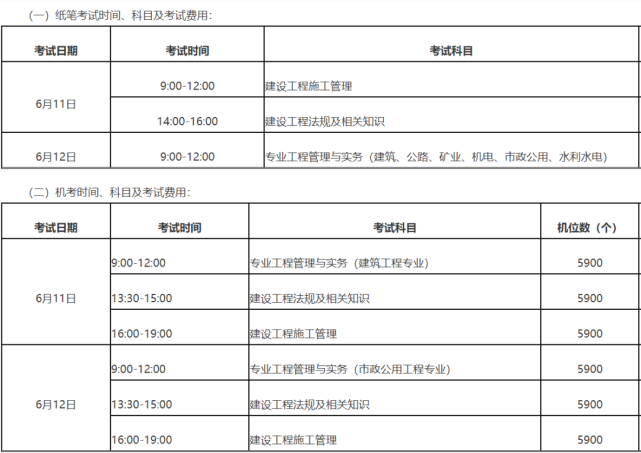 （一）纸笔考试时间、科目及考试费用：
考试日期 考试时间 考试科目
6月11日 9:00-12:00 建设工程施工管理
14:00-16:00 建设工程法规及相关知识
6月12日 9:00-12:00 专业工程管理与实务（建筑、公路、矿业、机电、市政公用、水利水电）
（二）机考时间、科目及考试费用：
考试日期 考试时间 考试科目 机位数（个）
6月11日 9:00-12:00 专业工程管理与实务（建筑工程专业） 5900
13:30-15:00 建设工程法规及相关知识 5900
16:00-19:00 建设工程施工管理 5900
6月12日 9:00-12:00 专业工程管理与实务（市政公用工程专业） 5900
13:30-15:00 建设工程法规及相关知识 5900
16:00-19:00 建设工程施工管理 5900